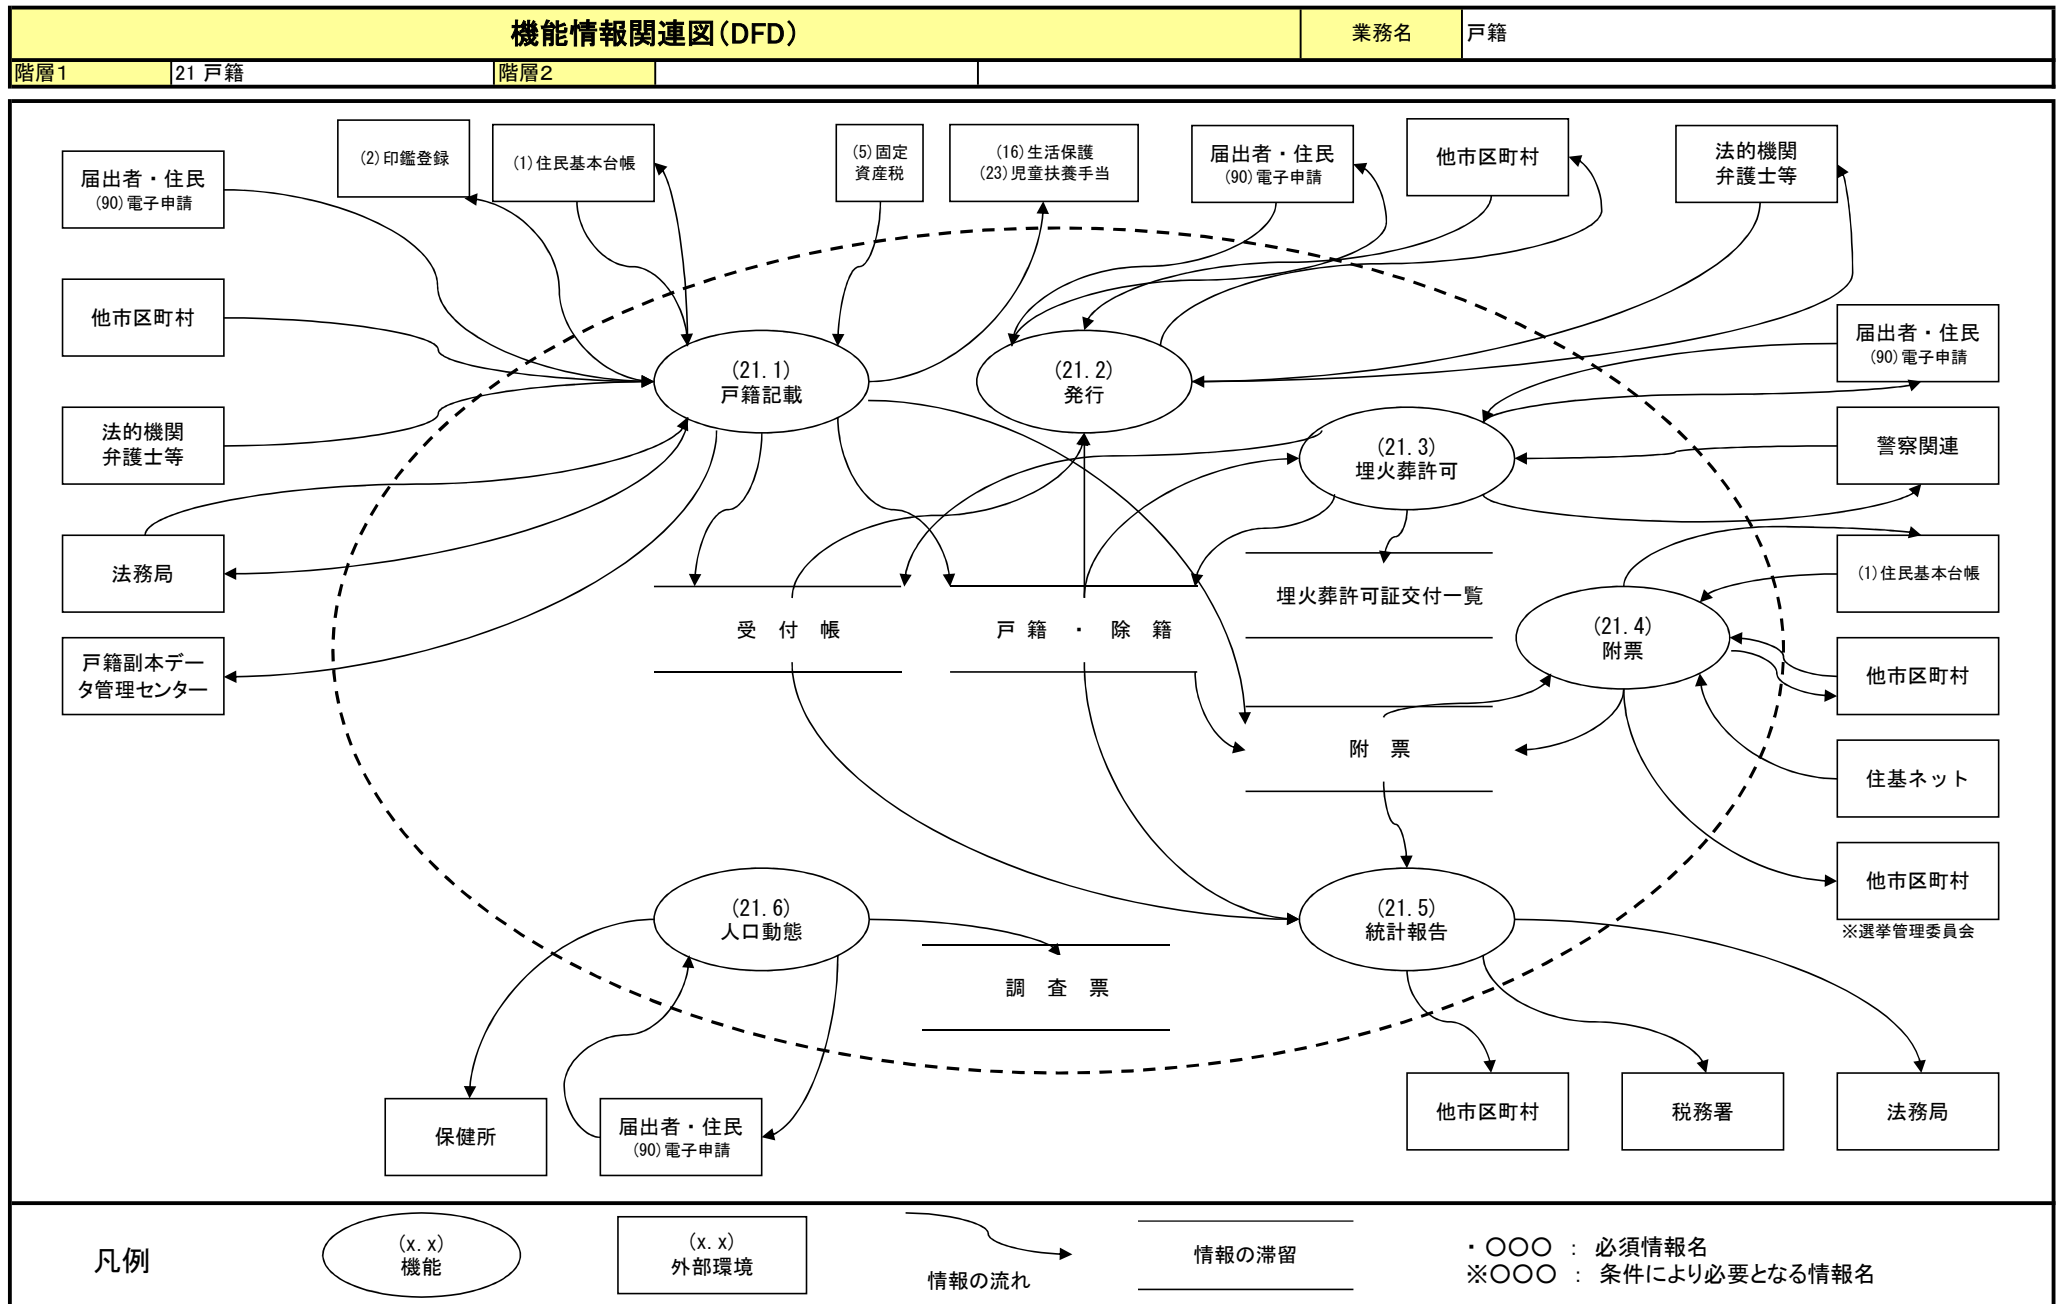 機能情報関連図(DFD)
業務名
戸籍
階層1
21 戸籍
階層2
届出者・住民
(90)電子申請
(2)印鑑登録
(1)住民基本台帳
(5)固定
資産税
(16)生活保護
(23)児童扶養手当
届出者・住民
(90)電子申請
他市区町村
法的機関
弁護士等
他市区町村
法的機関
弁護士等
法務局
戸籍副本デー
タ管理センター
(21.1)
戸籍記載
(21.2)
発行
(21.3)
埋火葬許可
届出者・住民
(90)電子申請
警察関連
(1)住民基本台帳
他市区町村
住基ネット
他市区町村
※選挙管理委員会
受 付 帳
戸 籍 ・ 除 籍
埋火葬許可証交付一覧
(21.4)
附票
附 票
(21.6)
人口動態
調 査 票
(21.5)
統計報告
保健所
届出者・住民
(90)電子申請
他市区町村
税務署
法務局
凡例
(x.x)
機能
(x.x)
外部環境
情報の流れ
情報の滞留
・〇〇〇 : 必須情報名
※〇〇〇 : 条件により必要となる情報名